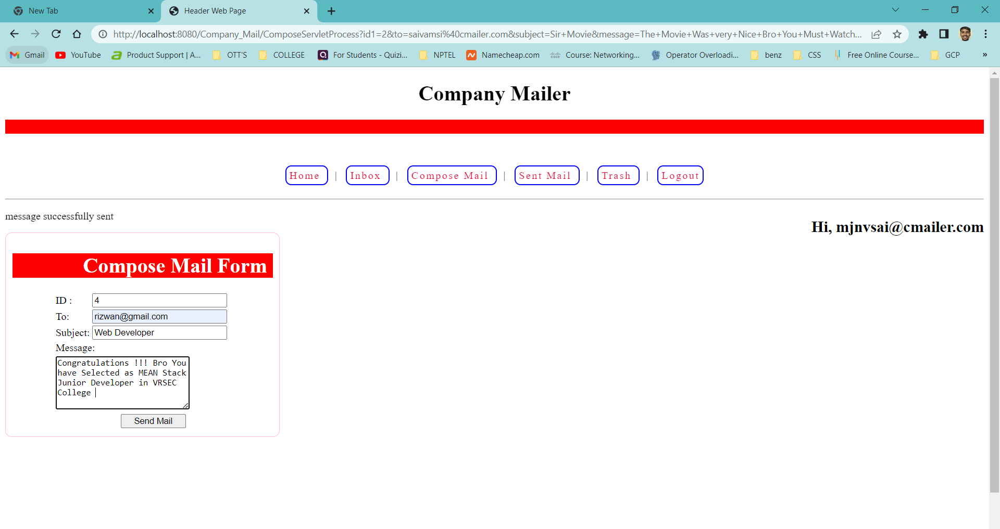 New Tab
Header Web Page
http://localhost:8080/Company_Mail/ComposeServletProcess?id1=2&to=saivamsi%40cmailer.com&subject=Sir+Movie&message=The+Movie+Was+very+Nice+Bro+You+Must+Watch...
Gmail YouTube Product Support | A... OTT'S COLLEGE For Students - Quizi... NPTEL Namecheap.com Course: Networking... Operator Overloadi... benz CSS Free Online Course... GCP »
Company Mailer
Home | Inbox | Compose Mail | Sent Mail | Trash | Logout
message successfully sent
Hi, mjnvsai@cmailer.com
Compose Mail Form
ID : 4
To: rizwan@gmail.com
Subject: Web Developer
Message:
Congratulations !!! Bro You
have Selected as MEAN Stack
Junior Developer in VRSEC
College
Send Mail